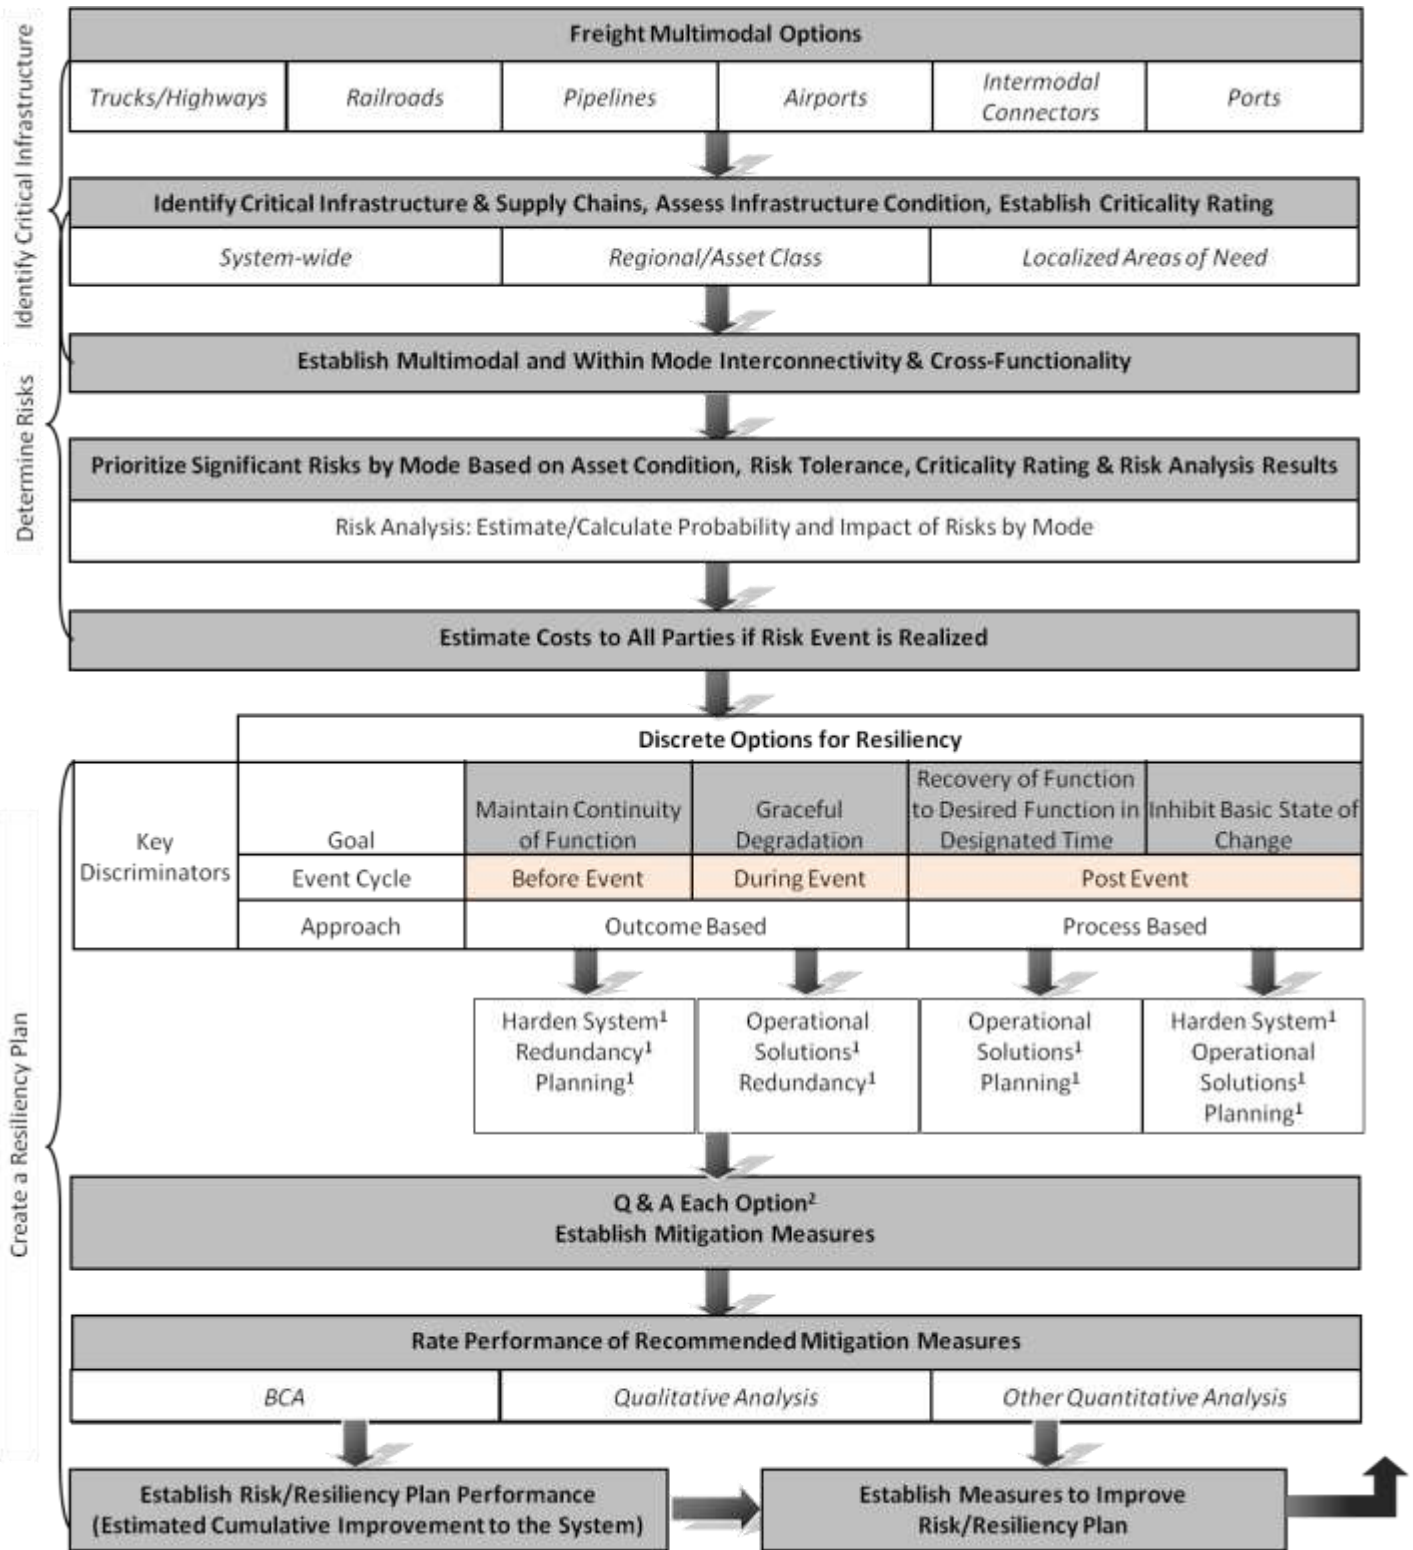 Identify Critical Infrastructure
Determine Risks
Create a Resiliency Plan
Freight Multimodal Options
Trucks/Highways
Railroads
Pipelines
Airports
Intermodal
Connectors
Ports
Identify Critical Infrastructure & Supply Chains, Assess Infrastructure Condition, Establish Criticality Rating
System-wide
Regional/Asset Class
Localized Areas of Need
Establish Multimodal and Within Mode Interconnectivity & Cross-Functionality
Prioritize Significant Risks by Mode Based on Asset Condition, Risk Tolerance, Criticality Rating & Risk Analysis Results
Risk Analysis: Estimate/Calculate Probability and Impact of Risks by Mode
Estimate Costs to All Parties if Risk Event is Realized
Discrete Options for Resiliency
Key
Discriminators
Goal
Maintain Continuity
of Function
Graceful
Degradation
Recovery of Function
to Desired Function in
Designated Time
Inhibit Basic State of
Change
Event Cycle
Before Event
During Event
Post Event
Approach
Outcome Based
Process Based
Harden System¹
Redundancy¹
Planning¹
Operational
Solutions¹
Redundancy¹
Operational
Solutions¹
Planning¹
Harden System¹
Operational
Solutions¹
Planning¹
Q & A Each Option²
Establish Mitigation Measures
Rate Performance of Recommended Mitigation Measures
BCA
Qualitative Analysis
Other Quantitative Analysis
Establish Risk/Resiliency Plan Performance
(Estimated Cumulative Improvement to the System)
Establish Measures to Improve
Risk/Resiliency Plan